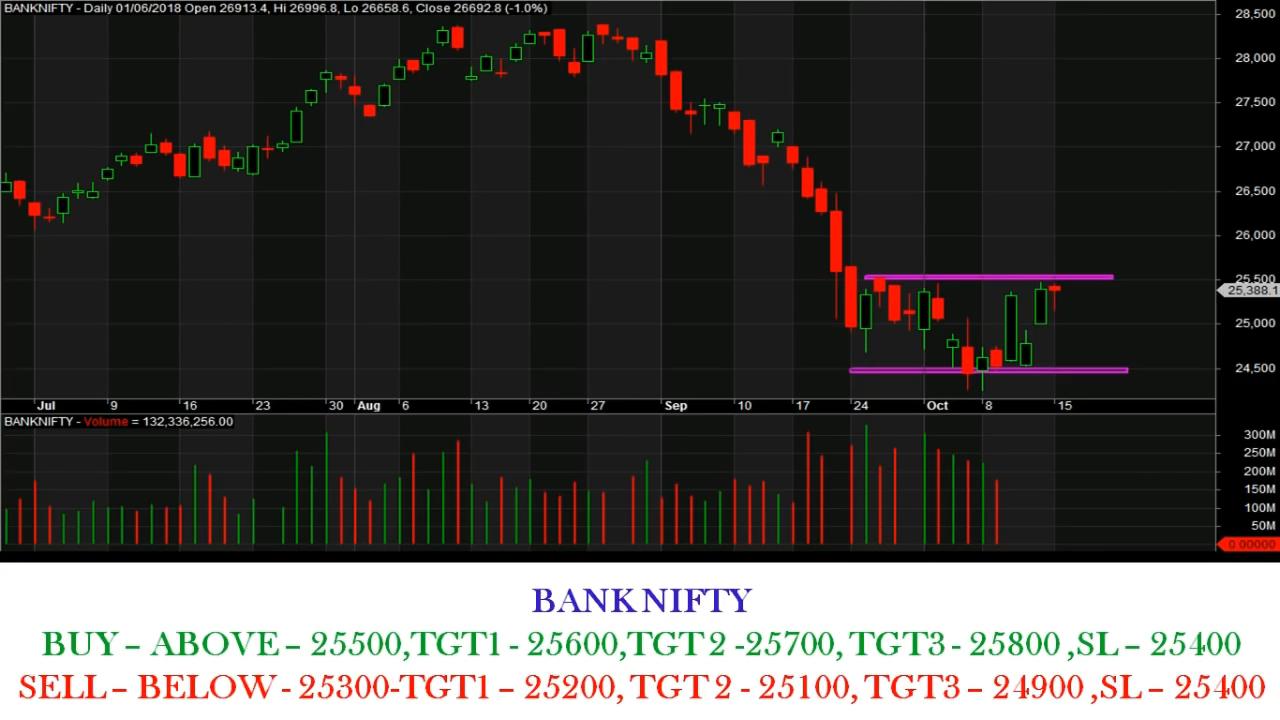 BANKNIFTY - Daily 01/06/2018 Open 26913.4, Hi 26996.8, Lo 26658.6, Close 26692.8 (-1.0%)
28,500
28,000
27,500
27,000
26,500
26,000
25,500
25,388.1
25,000
24,500
Jul 9 16 23 30 Aug 6 13 20 27 Sep 10 17 24 Oct 8 15
BANKNIFTY - Volume = 132,336,256.00
300M
250M
200M
150M
100M
50M
0.00000
BANK NIFTY
BUY – ABOVE – 25500,TGT1 - 25600,TGT 2 -25700, TGT3 - 25800 ,SL – 25400
SELL – BELOW - 25300-TGT1 – 25200, TGT 2 - 25100, TGT3 – 24900 ,SL – 25400